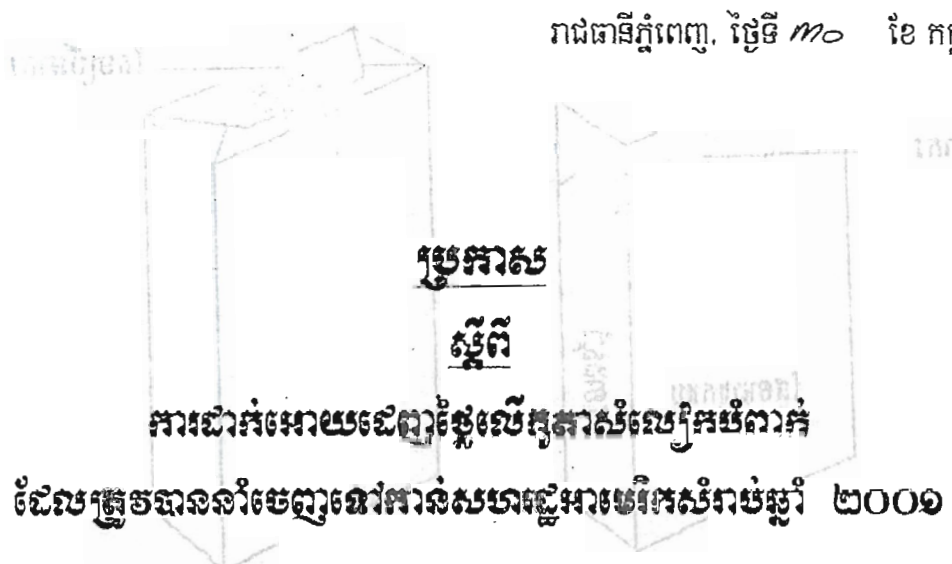 រាជធានីភ្នំពេញ, ថ្ងៃទី ៣០ ខែ
ប្រកាស
ស្តីពី
ការដាក់អោយដេញថ្លៃលើកូតាសំលៀកបំពាក់
ដែលត្រូវបាននាំចេញទៅកាន់សហរដ្ឋអាមេរិកសំរាប់ឆ្នាំ ២០០១